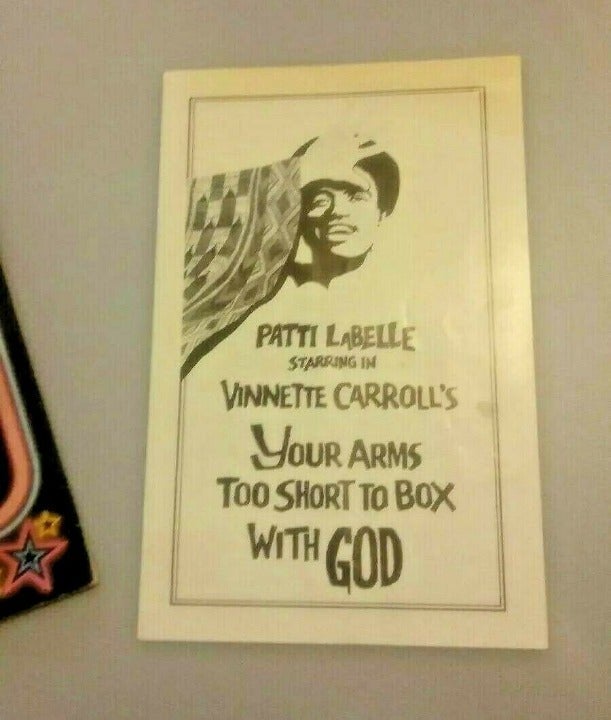 PATTI LABELLE
STARRING IN
VINNETTE CARROLL'S
YOUR ARMS
TOO SHORT TO BOX
WITH GOD